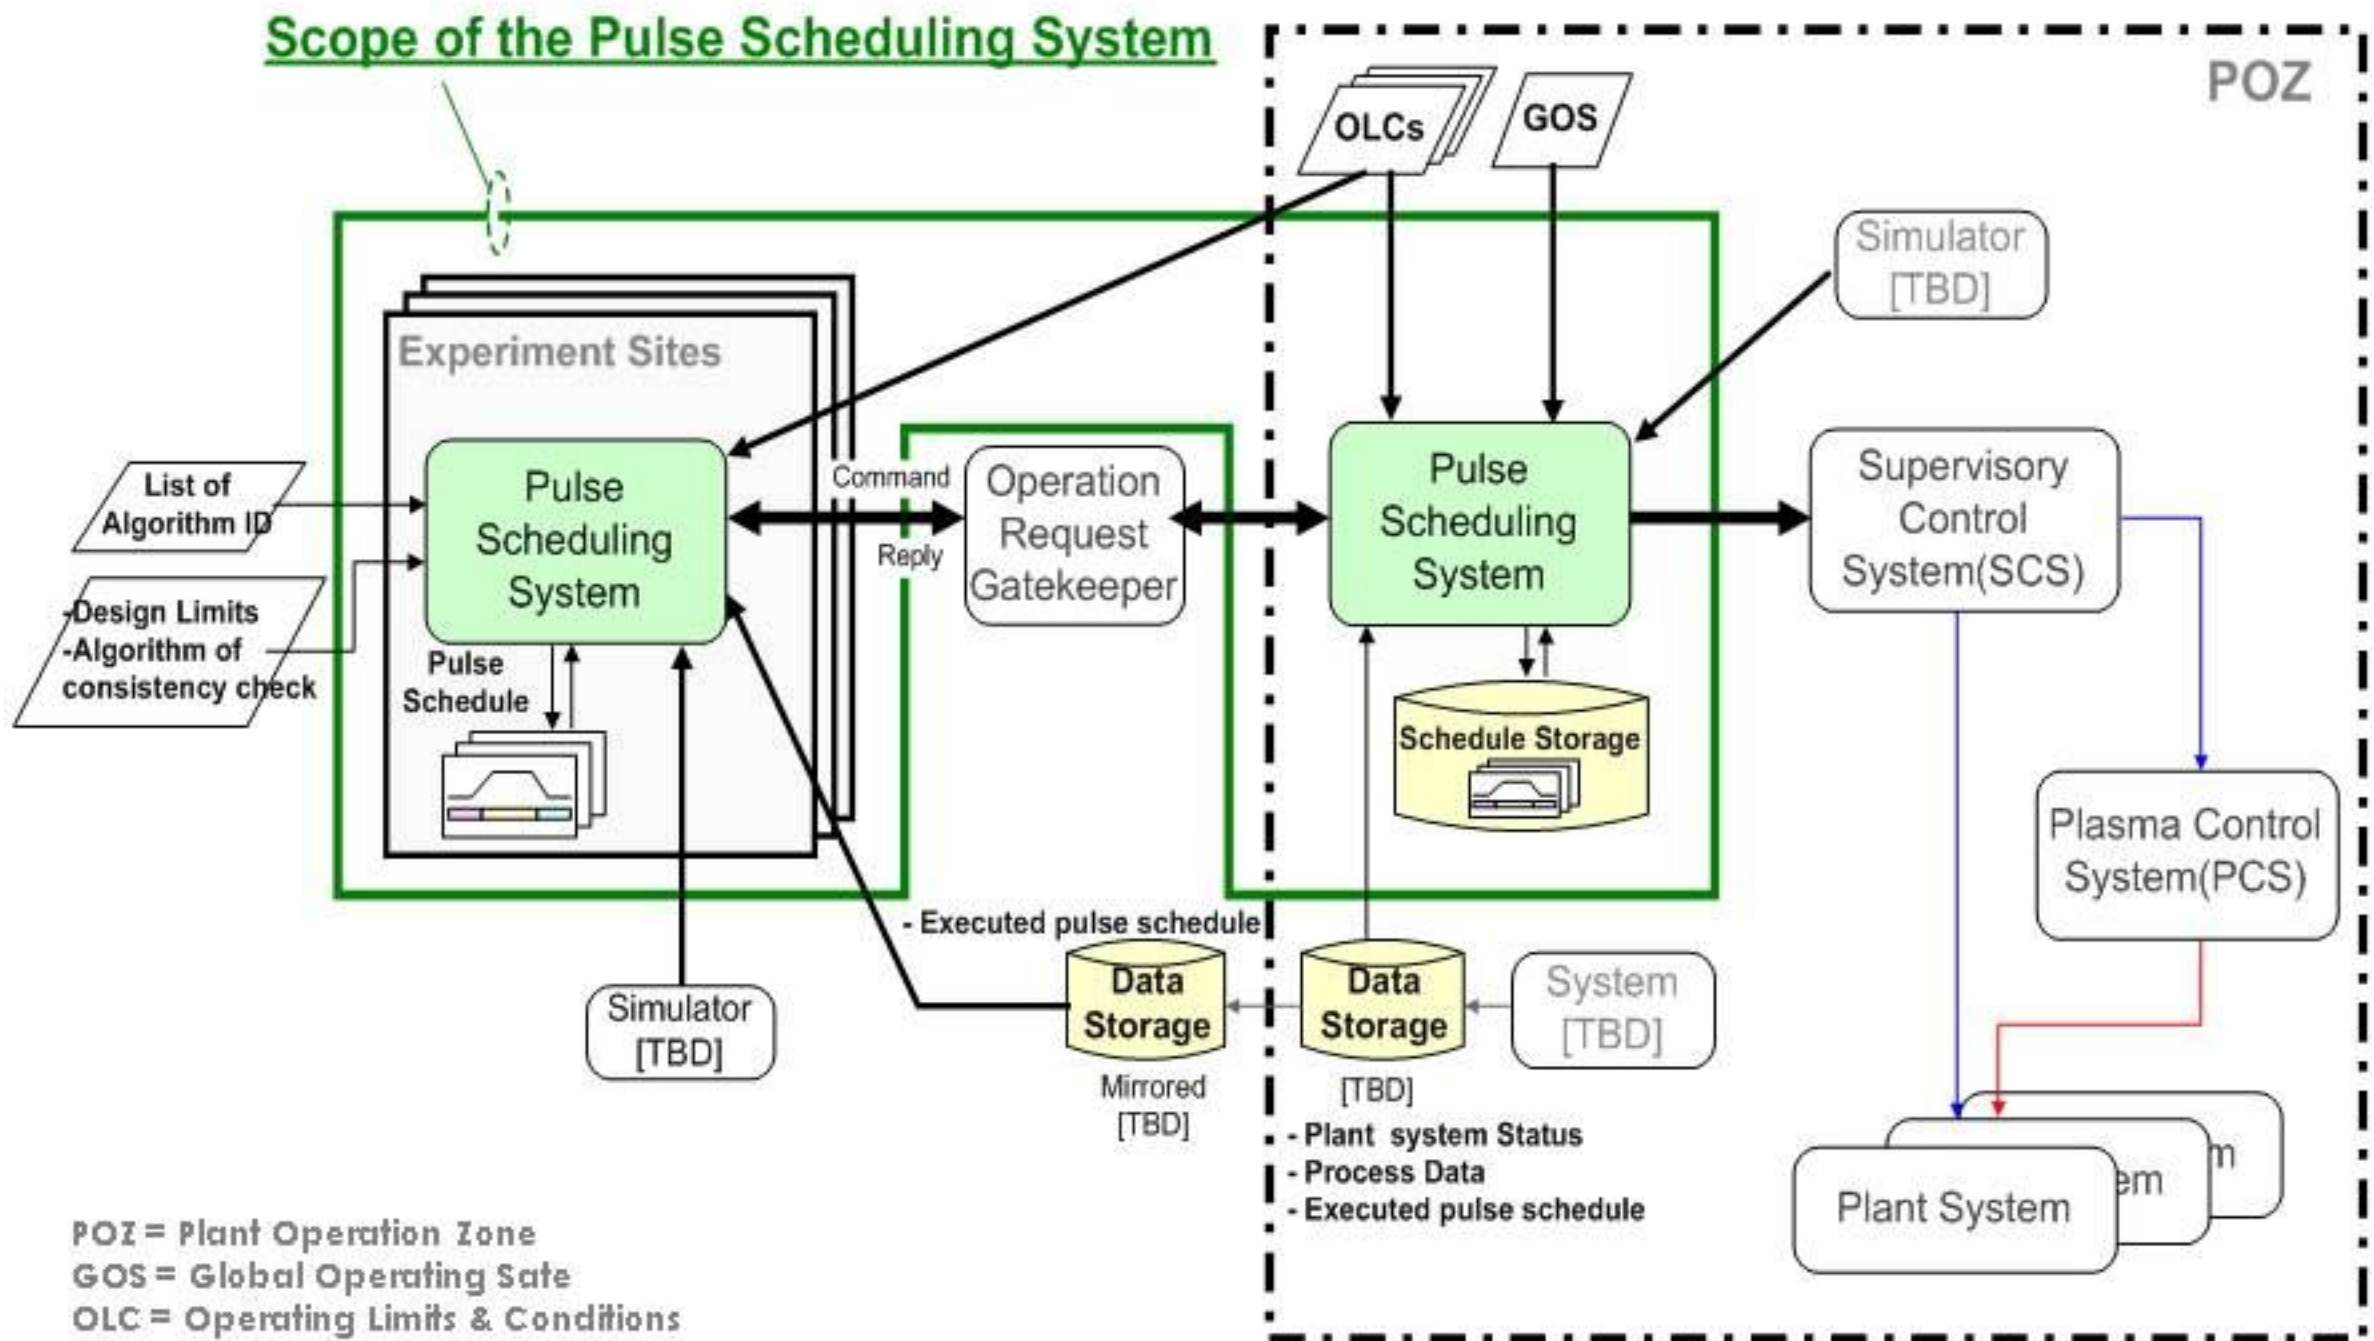 Scope of the Pulse Scheduling System
POZ
OLCs
GOS
Simulator
[TBD]
Experiment Sites
List of
Algorithm ID
-Design Limits
-Algorithm of
consistency check
Pulse
Scheduling
System
Command
Reply
Operation
Request
Gatekeeper
Pulse
Scheduling
System
Supervisory
Control
System(SCS)
Pulse
Schedule
Schedule Storage
Plasma Control
System(PCS)
- Executed pulse schedule
Simulator
[TBD]
Data
Storage
Mirrored
[TBD]
Data
Storage
[TBD]
System
[TBD]
- Plant system Status
- Process Data
- Executed pulse schedule
Plant System
em
m
POZ = Plant Operation Zone
GOS = Global Operating Sate
OLC = Operating Limits & Conditions